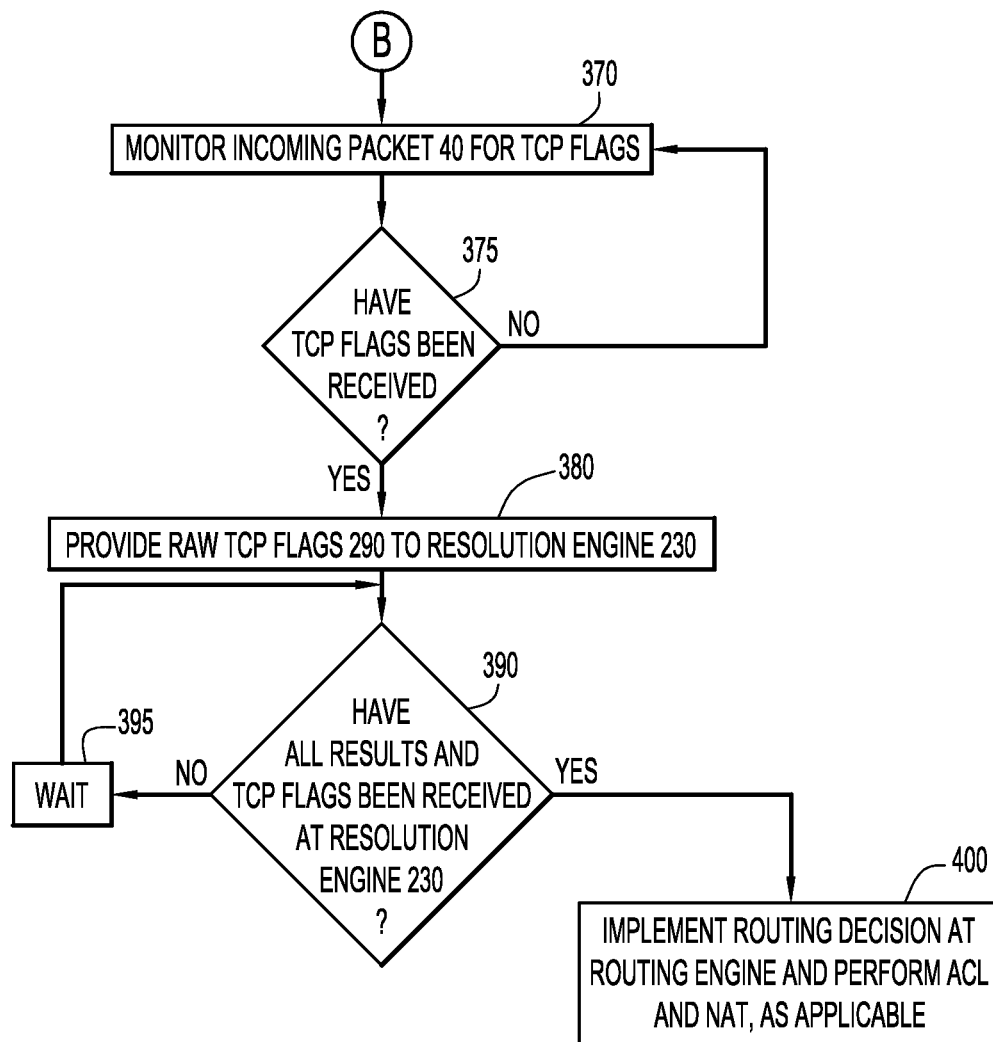 B
370
MONITOR INCOMING PACKET 40 FOR TCP FLAGS
375
HAVE
TCP FLAGS BEEN
RECEIVED
?
NO
YES
380
PROVIDE RAW TCP FLAGS 290 TO RESOLUTION ENGINE 230
390
HAVE
ALL RESULTS AND
TCP FLAGS BEEN RECEIVED
AT RESOLUTION
ENGINE 230
?
395
NO
WAIT
YES
400
IMPLEMENT ROUTING DECISION AT
ROUTING ENGINE AND PERFORM ACL
AND NAT, AS APPLICABLE